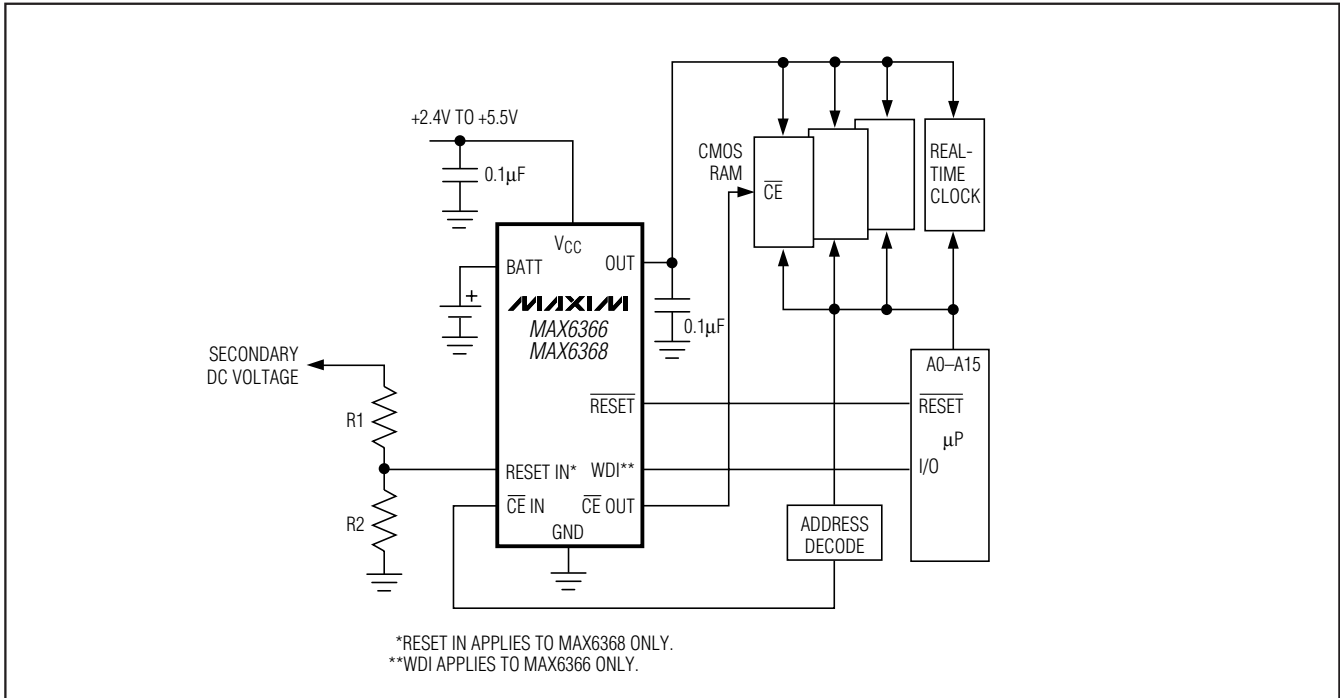 +2.4V TO +5.5V
0.1μF
CMOS
RAM
CE
REAL-
TIME
CLOCK
VCC
BATT
OUT
+
MAXIM
MAX6366
MAX6368
0.1μF
SECONDARY
DC VOLTAGE
A0–A15
R1
RESET
RESET
μP
RESET IN*
WDI**
I/O
R2
CE IN
CE OUT
GND
ADDRESS
DECODE
*RESET IN APPLIES TO MAX6368 ONLY.
**WDI APPLIES TO MAX6366 ONLY.